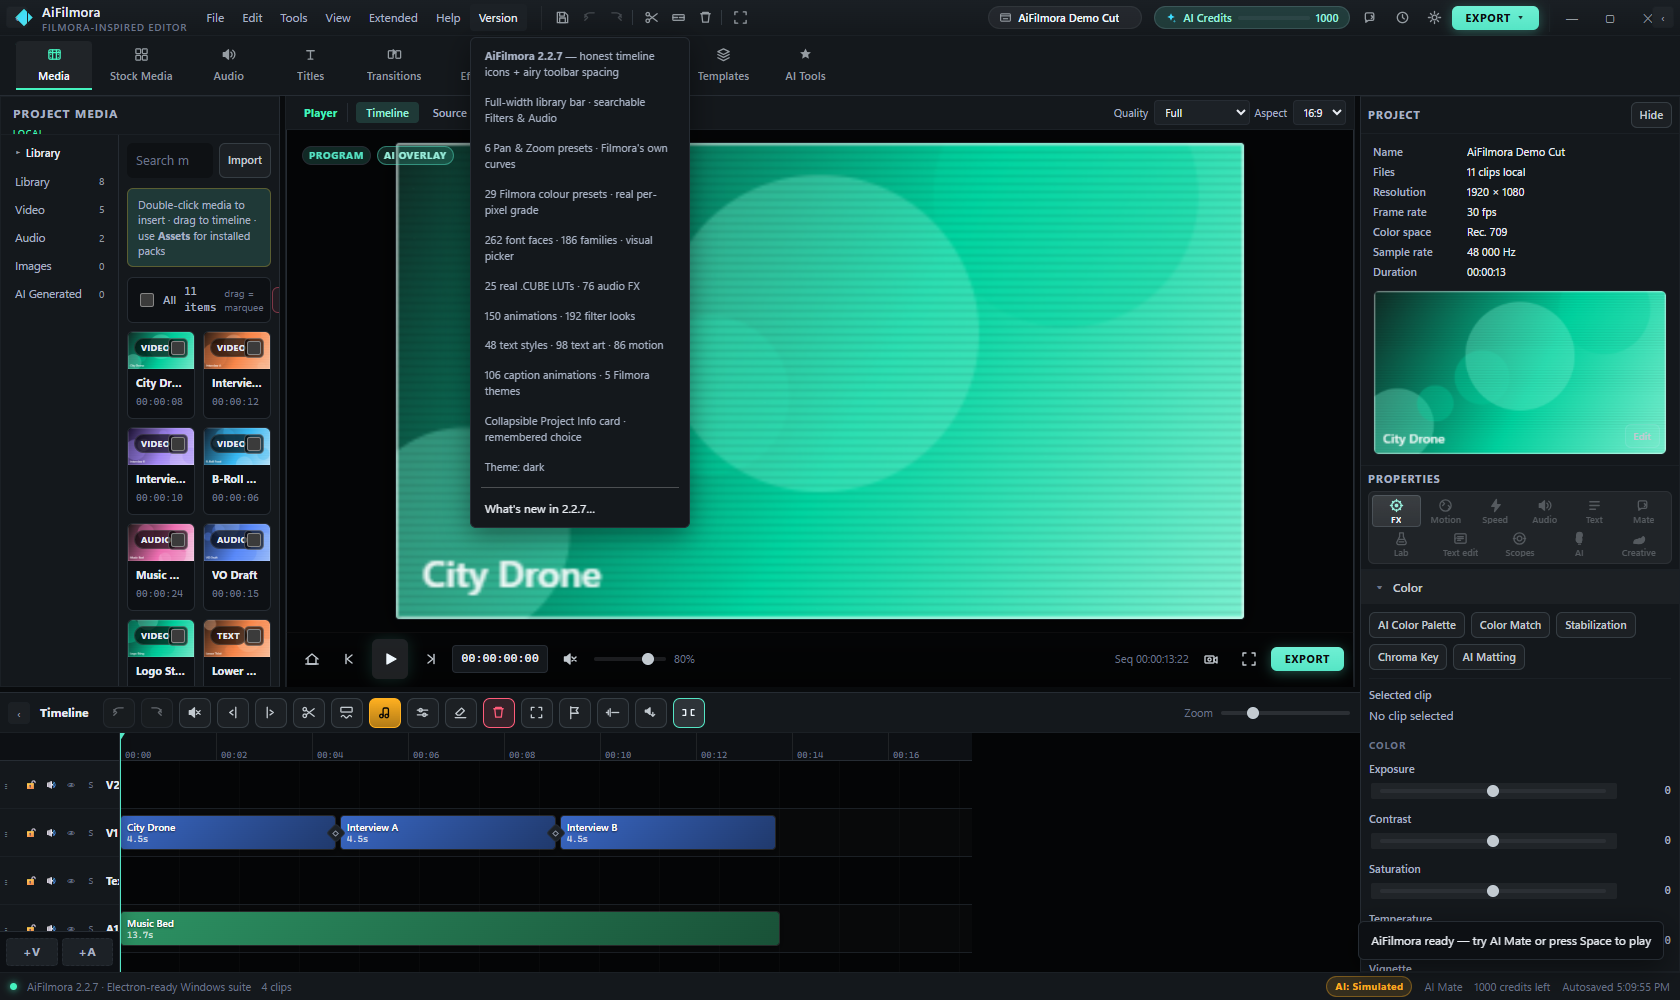 AiFilmora
FILMORA-INSPIRED EDITOR
File Edit Tools View Extended Help Version
AiFilmora Demo Cut
AI Credits 1000
EXPORT
Media Stock Media Audio Titles Transitions Ef Templates AI Tools
AiFilmora 2.2.7 — honest timeline
icons + airy toolbar spacing
Full-width library bar · searchable
Filters & Audio
6 Pan & Zoom presets · Filmora's own
curves
29 Filmora colour presets · real per-
pixel grade
262 font faces · 186 families · visual
picker
25 real .CUBE LUTs · 76 audio FX
150 animations · 192 filter looks
48 text styles · 98 text art · 86 motion
106 caption animations · 5 Filmora
themes
Collapsible Project Info card ·
remembered choice
Theme: dark
What's new in 2.2.7...
PROJECT MEDIA
LOCAL
Library
Library 8
Video 5
Audio 2
Images 0
AI Generated 0
Search m
Import
Double-click media to
insert · drag to timeline ·
use Assets for installed
packs
All 11 items drag = marquee
VIDEO VIDEO
City Dr... Intervie...
00:00:08 00:00:12
VIDEO VIDEO
Intervie... B-Roll ...
00:00:10 00:00:06
AUDIO AUDIO
Music ... VO Draft
00:00:24 00:00:15
VIDEO TEXT
Logo St... Lower ...
Player Timeline Source
Quality Full Aspect 16:9
PROGRAM AI OVERLAY
City Drone
00:00:00:00
80%
Seq 00:00:13:22
EXPORT
PROJECT
Hide
Name AiFilmora Demo Cut
Files 11 clips local
Resolution 1920 × 1080
Frame rate 30 fps
Color space Rec. 709
Sample rate 48 000 Hz
Duration 00:00:13
City Drone
Edit
PROPERTIES
FX Motion Speed Audio Text Mate
Lab Text edit Scopes AI Creative
Color
AI Color Palette Color Match Stabilization
Chroma Key AI Matting
Selected clip
No clip selected
COLOR
Exposure
0
Contrast
0
Saturation
0
Temperature
0
AiFilmora ready — try AI Mate or press Space to play
Vignette
Timeline
Zoom
00:00 00:02 00:04 00:06 00:08 00:10 00:12 00:14 00:16
S V2
S V1
City Drone
4.5s
Interview A
4.5s
Interview B
4.5s
S Te
S A1
Music Bed
13.7s
+V +A
AiFilmora 2.2.7 · Electron-ready Windows suite 4 clips
AI: Simulated AI Mate 1000 credits left Autosaved 5:09:55 PM